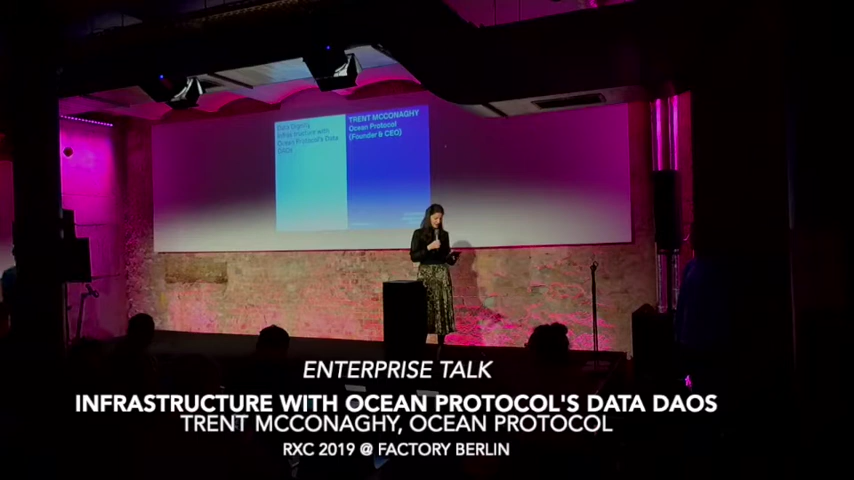 Data Dignity
Infrastructure with
Ocean Protocol's Data
DAOs
TRENT MCCONAGHY
Ocean Protocol
(Founder & CEO)
ENTERPRISE TALK
INFRASTRUCTURE WITH OCEAN PROTOCOL'S DATA DAOS
TRENT MCCONAGHY, OCEAN PROTOCOL
RXC 2019 @ FACTORY BERLIN